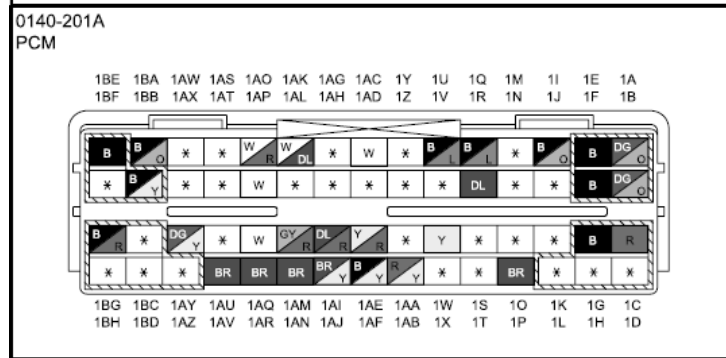 0140-201A
PCM
1BE 1BA 1AW 1AS 1AO 1AK 1AG 1AC 1Y 1U 1Q 1M 1I 1E 1A
1BF 1BB 1AX 1AT 1AP 1AL 1AH 1AD 1Z 1V 1R 1N 1J 1F 1B
B B O * * W R W DL * W * B L B L * B O B DG O
* B Y * * W * * * * * DL * * B DG O
B R * DG Y * W GY R DL R Y R * Y * * * B R
* * * BR BR BR BR Y B Y R Y * * BR * * *
1BG 1BC 1AY 1AU 1AQ 1AM 1AI 1AE 1AA 1W 1S 1O 1K 1G 1C
1BH 1BD 1AZ 1AV 1AR 1AN 1AJ 1AF 1AB 1X 1T 1P 1L 1H 1D